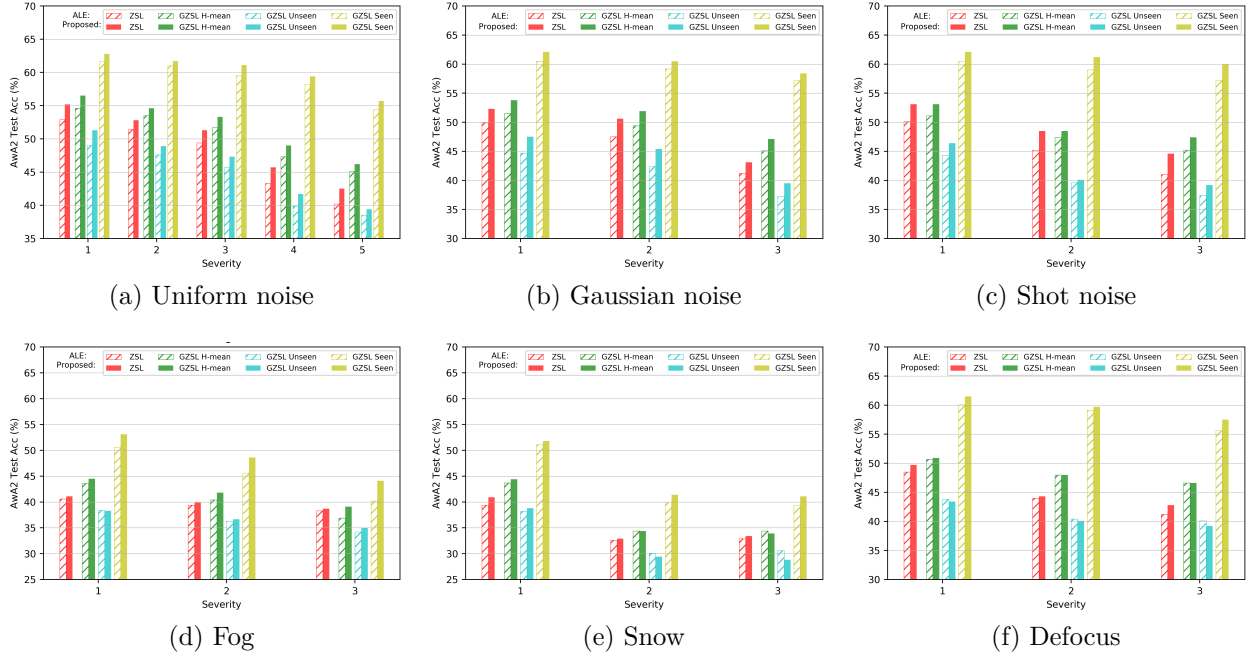 ALE: ZSL GZSL H-mean GZSL Unseen GZSL Seen
Proposed: ZSL GZSL H-mean GZSL Unseen GZSL Seen
AwA2 Test Acc (%)
70
65
60
55
50
45
40
35
1 2 3 4 5
Severity
(a) Uniform noise
ALE: ZSL GZSL H-mean GZSL Unseen GZSL Seen
Proposed: ZSL GZSL H-mean GZSL Unseen GZSL Seen
AwA2 Test Acc (%)
70
65
60
55
50
45
40
35
30
1 2 3
Severity
(b) Gaussian noise
ALE: ZSL GZSL H-mean GZSL Unseen GZSL Seen
Proposed: ZSL GZSL H-mean GZSL Unseen GZSL Seen
AwA2 Test Acc (%)
70
65
60
55
50
45
40
35
30
1 2 3
Severity
(c) Shot noise
ALE: ZSL GZSL H-mean GZSL Unseen GZSL Seen
Proposed: ZSL GZSL H-mean GZSL Unseen GZSL Seen
AwA2 Test Acc (%)
70
65
60
55
50
45
40
35
30
25
1 2 3
Severity
(d) Fog
ALE: ZSL GZSL H-mean GZSL Unseen GZSL Seen
Proposed: ZSL GZSL H-mean GZSL Unseen GZSL Seen
AwA2 Test Acc (%)
70
65
60
55
50
45
40
35
30
25
1 2 3
Severity
(e) Snow
ALE: ZSL GZSL H-mean GZSL Unseen GZSL Seen
Proposed: ZSL GZSL H-mean GZSL Unseen GZSL Seen
AwA2 Test Acc (%)
70
65
60
55
50
45
40
35
30
1 2 3
Severity
(f) Defocus